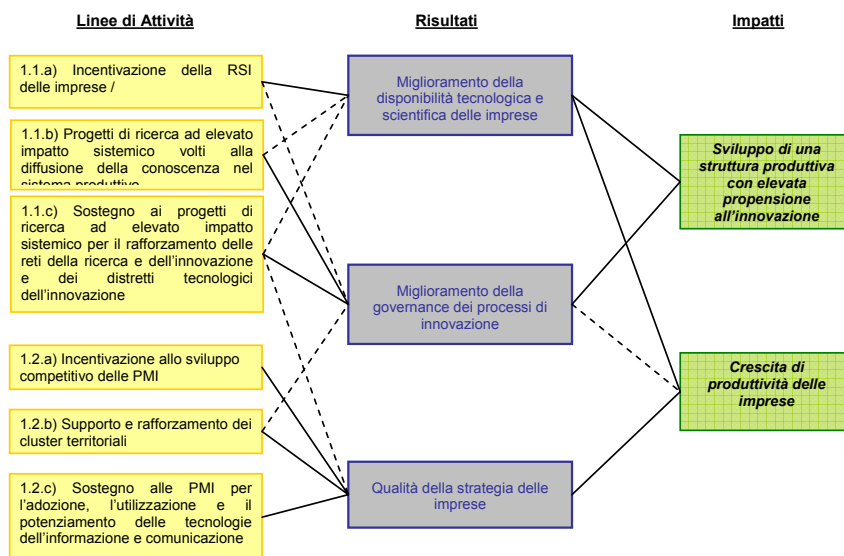 Linee di Attività
Risultati
Impatti
1.1.a) Incentivazione della RSI
delle imprese /
1.1.b) Progetti di ricerca ad elevato
impatto sistemico volti alla
diffusione della conoscenza nel
sistema produttivo
1.1.c) Sostegno ai progetti di
ricerca ad elevato impatto
sistemico per il rafforzamento delle
reti della ricerca e dell'innovazione
e dei distretti tecnologici
dell'innovazione
1.2.a) Incentivazione allo sviluppo
competitivo delle PMI
1.2.b) Supporto e rafforzamento dei
cluster territoriali
1.2.c) Sostegno alle PMI per
l'adozione, l'utilizzazione e il
potenziamento delle tecnologie
dell'informazione e comunicazione
Miglioramento della
disponibilità tecnologica e
scientifica delle imprese
Miglioramento della
governance dei processi di
innovazione
Qualità della strategia delle
imprese
Sviluppo di una
struttura produttiva
con elevata
propensione
all'innovazione
Crescita di
produttività delle
imprese